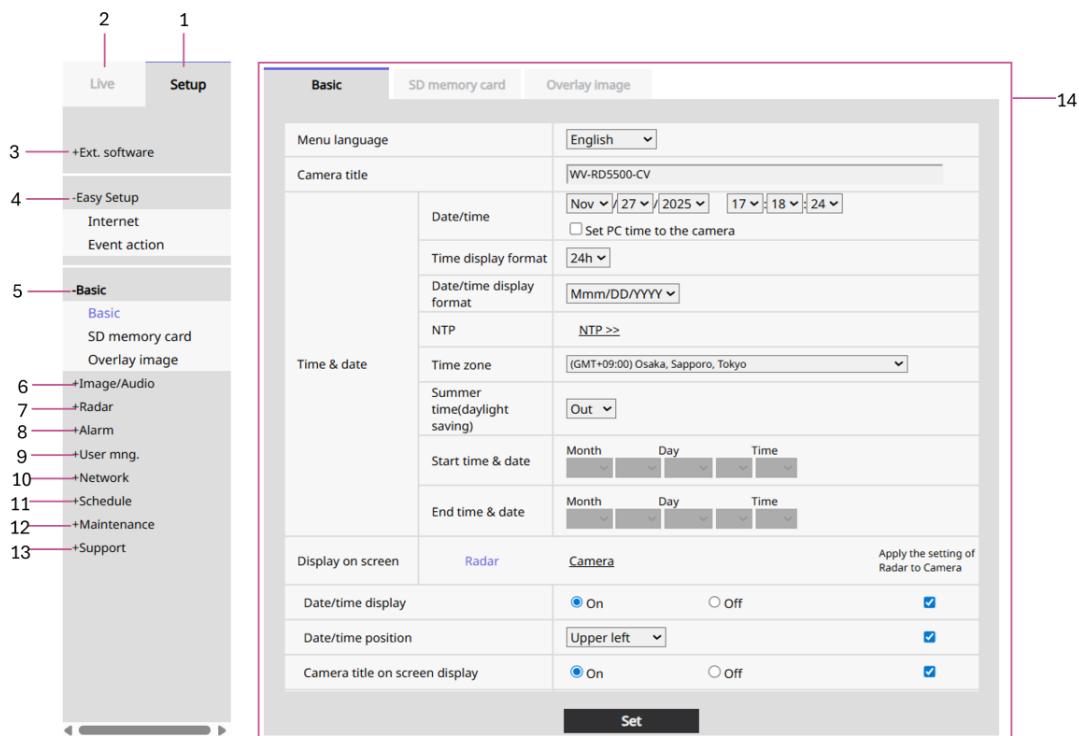 2
1
Live
Setup
3
+Ext. software
4
-Easy Setup
Internet
Event action
5
-Basic
Basic
SD memory card
Overlay image
6
+Image/Audio
7
+Radar
8
+Alarm
9
+User mng.
10
+Network
11
+Schedule
12
+Maintenance
13
+Support
Basic
SD memory card
Overlay image
14
Menu language
English
Camera title
WV-RD5500-CV
Time & date
Date/time
Nov / 27 / 2025 17 : 18 : 24
Set PC time to the camera
Time display format
24h
Date/time display
format
Mmm/DD/YYYY
NTP
NTP >>
Time zone
(GMT+09:00) Osaka, Sapporo, Tokyo
Summer
time(daylight
saving)
Out
Start time & date
Month Day Time
End time & date
Month Day Time
Display on screen
Radar
Camera
Apply the setting of
Radar to Camera
Date/time display
On Off
Date/time position
Upper left
Camera title on screen display
On Off
Set